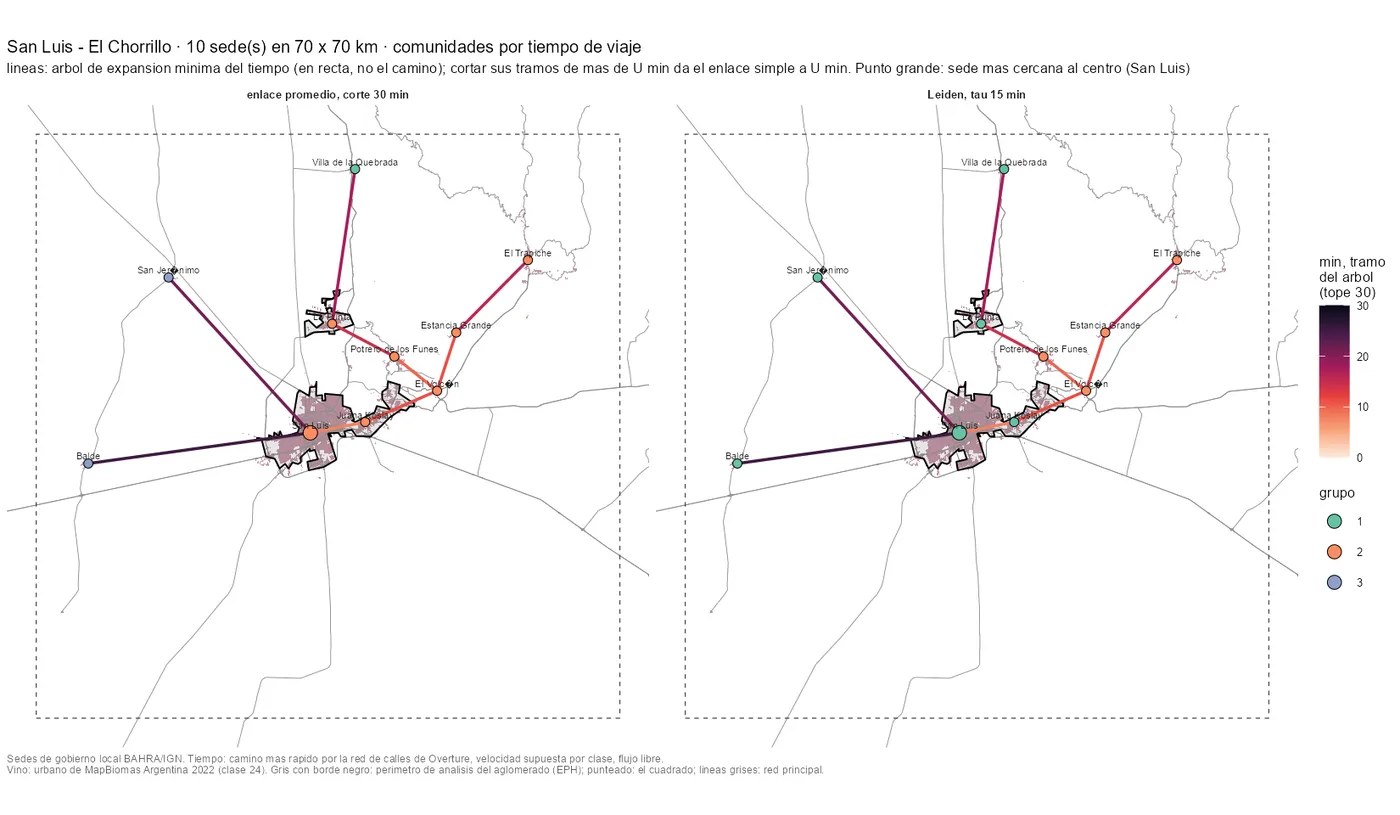 San Luis - El Chorrillo · 10 sede(s) en 70 x 70 km · comunidades por tiempo de viaje
lineas: arbol de expansion minima del tiempo (en recta, no el camino); cortar sus tramos de mas de U min da el enlace simple a U min. Punto grande: sede mas cercana al centro (San Luis)
enlace promedio, corte 30 min
Villa de la Quebrada
El Trapiche
San Jer�nimo
Estancia Grande
Potrero de los Funes
El Volc�n
San Luis
Balde
Leiden, tau 15 min
Villa de la Quebrada
El Trapiche
San Jer�nimo
Estancia Grande
Potrero de los Funes
El Volc�n
San Luis
Balde
min, tramo
del arbol
(tope 30)
30
20
10
0
grupo
1
2
3
Sedes de gobierno local BAHRA/IGN. Tiempo: camino mas rapido por la red de calles de Overture, velocidad supuesta por clase, flujo libre.
Vino: urbano de MapBiomas Argentina 2022 (clase 24). Gris con borde negro: perimetro de analisis del aglomerado (EPH); punteado: el cuadrado; lineas grises: red principal.